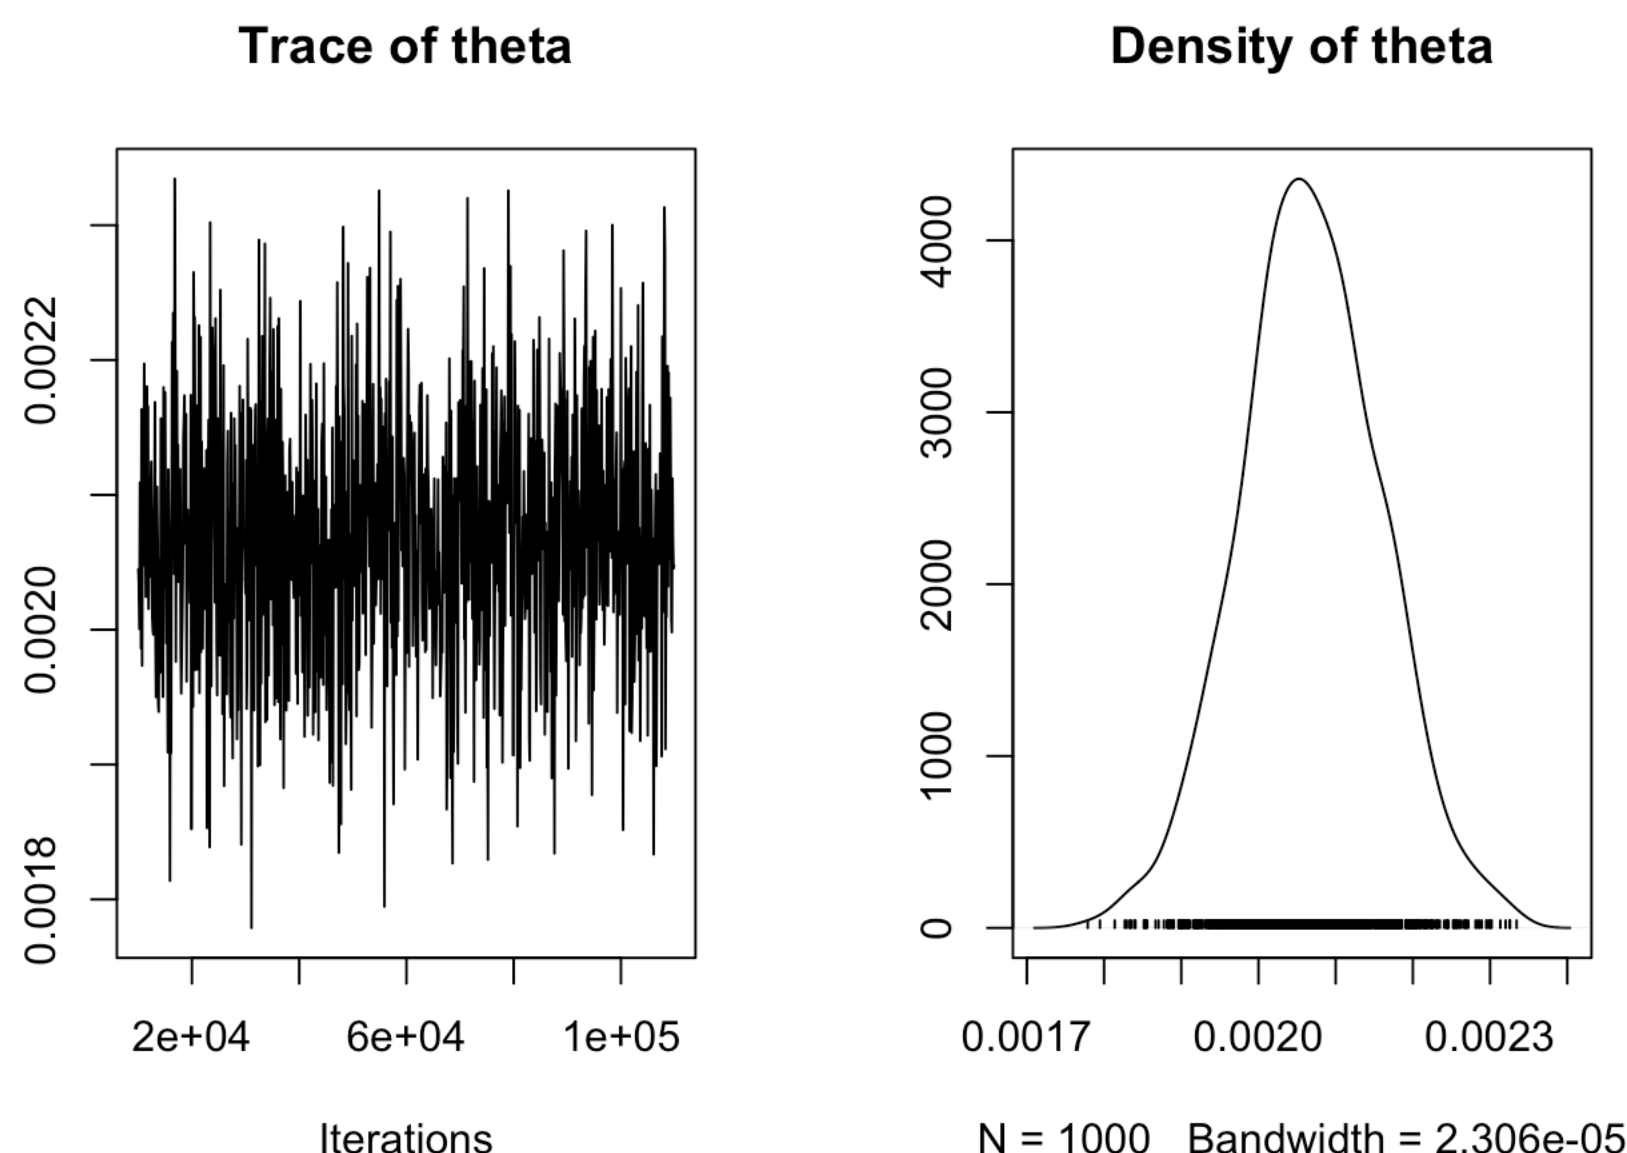 Trace of theta
0.0022
0.0020
0.0018
2e+04 6e+04 1e+05
Iterations
Density of theta
4000
3000
2000
1000
0
0.0017 0.0020 0.0023
N = 1000 Bandwidth = 2.306e-05